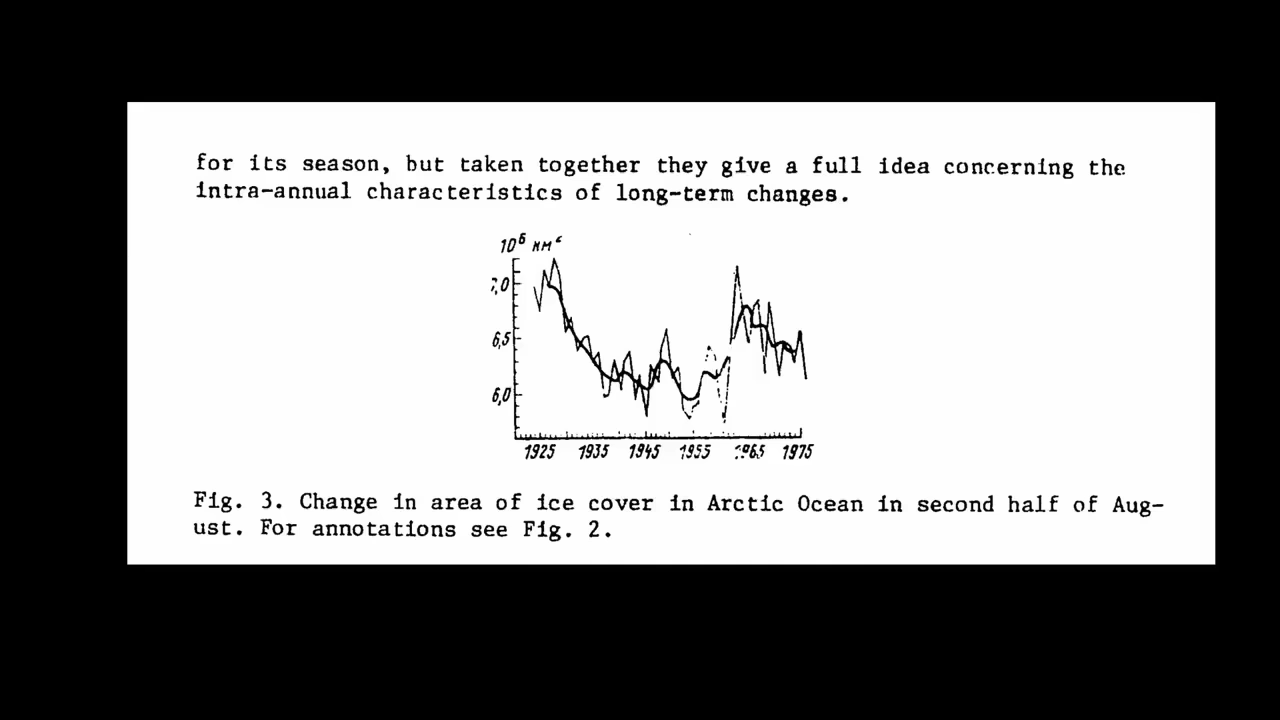 for its season, but taken together they give a full idea concerning the
intra-annual characteristics of long-term changes.
10⁶ км²
7,0
6,5
6,0
1925 1935 1945 1955 1965 1975
Fig. 3. Change in area of ice cover in Arctic Ocean in second half of Aug-
ust. For annotations see Fig. 2.